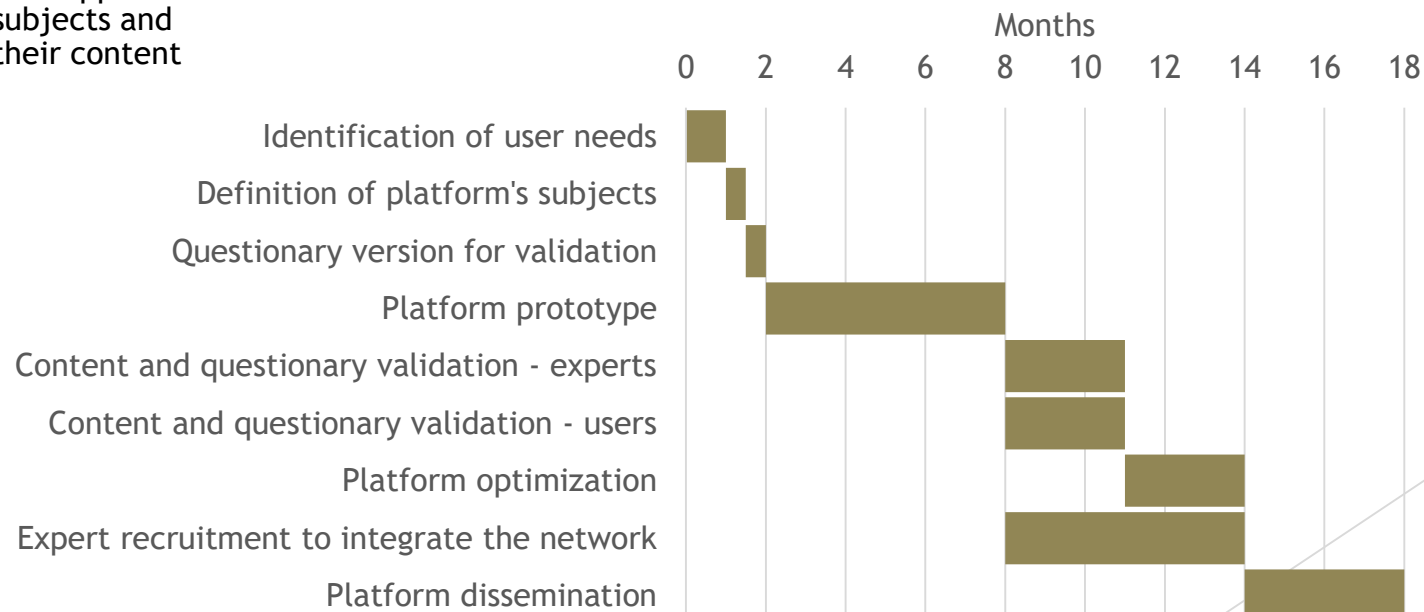 subjects and
their content
Months
0 2 4 6 8 10 12 14 16 18
Identification of user needs
Definition of platform's subjects
Questionary version for validation
Platform prototype
Content and questionary validation - experts
Content and questionary validation - users
Platform optimization
Expert recruitment to integrate the network
Platform dissemination